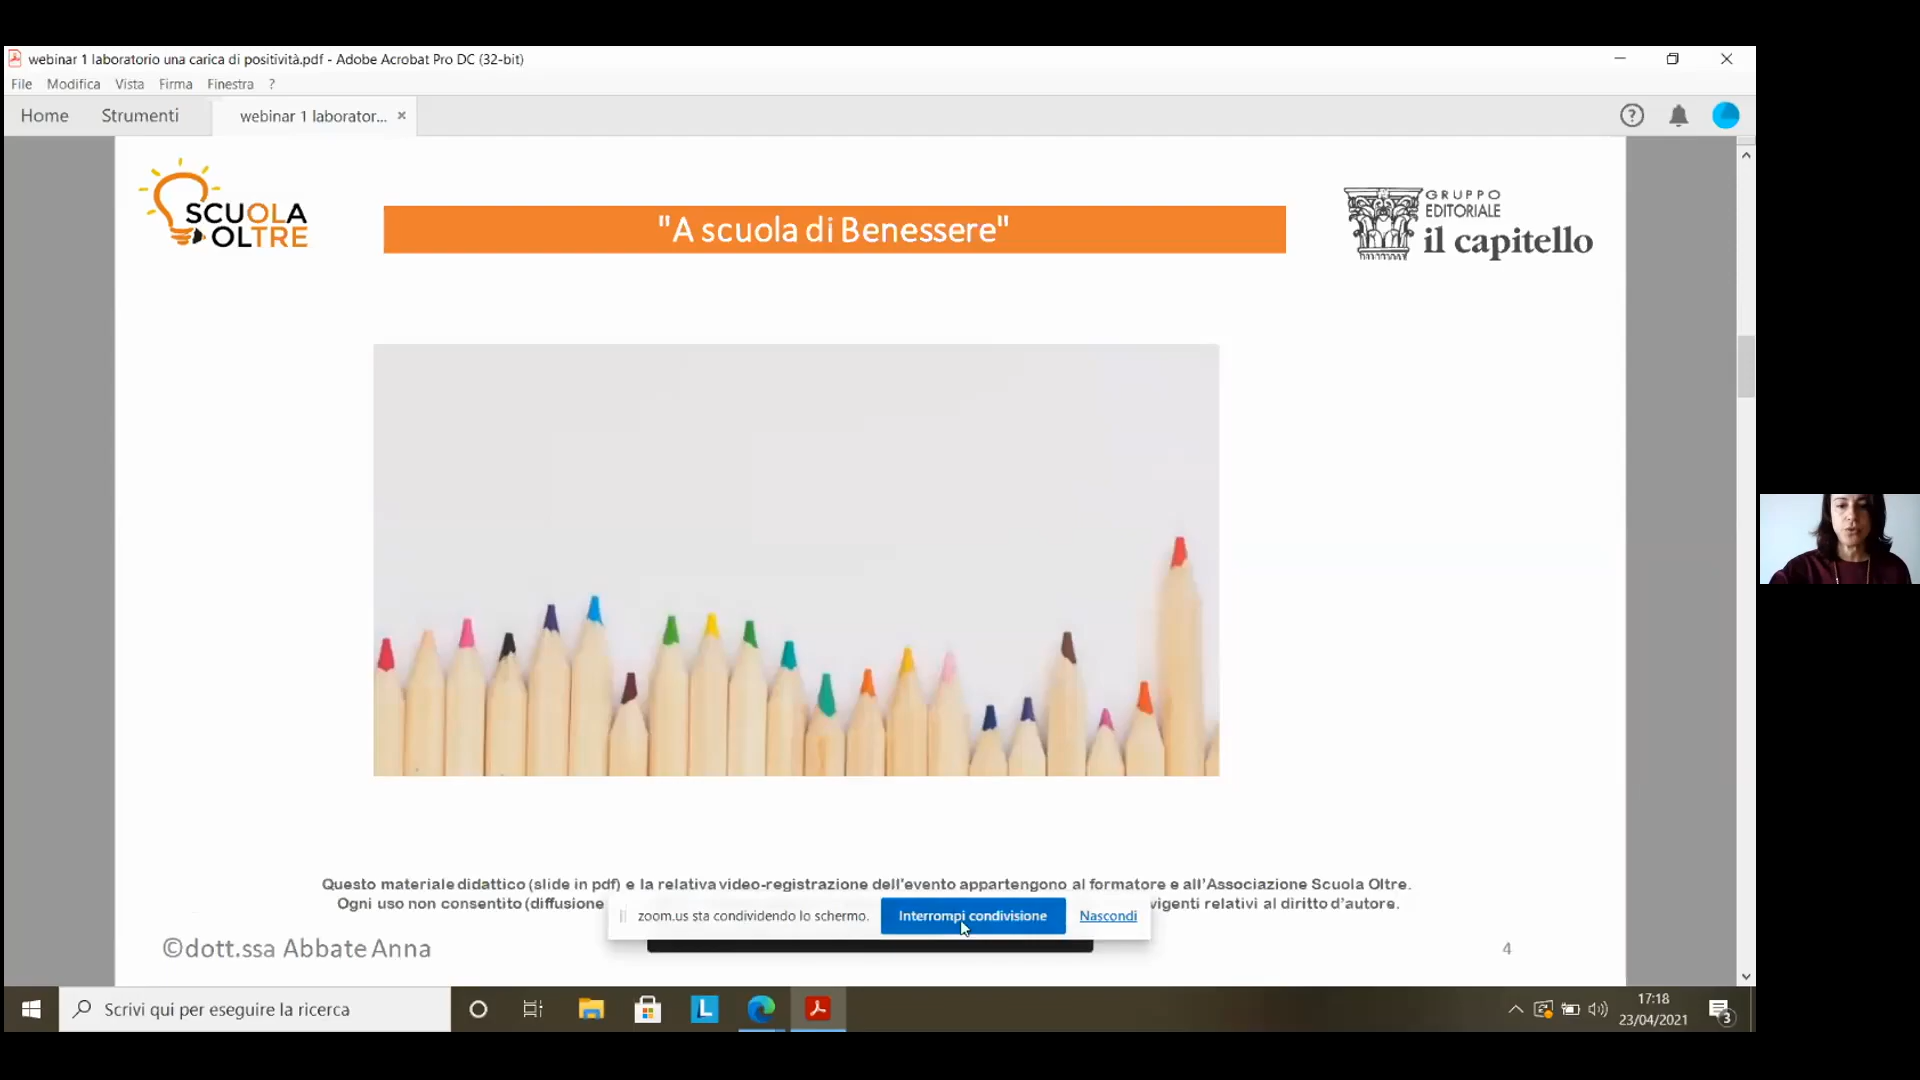 webinar 1 laboratorio una carica di positività.pdf - Adobe Acrobat Pro DC (32-bit)
File Modifica Vista Firma Finestra ?
Home Strumenti webinar 1 laborator... ×
SCUOLA
OLTRE
"A scuola di Benessere"
GRUPPO
EDITORIALE
il capitello
Questo materiale didattico (slide in pdf) e la relativa video-registrazione dell'evento appartengono al formatore e all'Associazione Scuola Oltre.
Ogni uso non consentito (diffusione vigenti relativi al diritto d'autore.
zoom.us sta condividendo lo schermo. Interrompi condivisione Nascondi
©dott.ssa Abbate Anna
4
Scrivi qui per eseguire la ricerca
L
17:18
23/04/2021
3